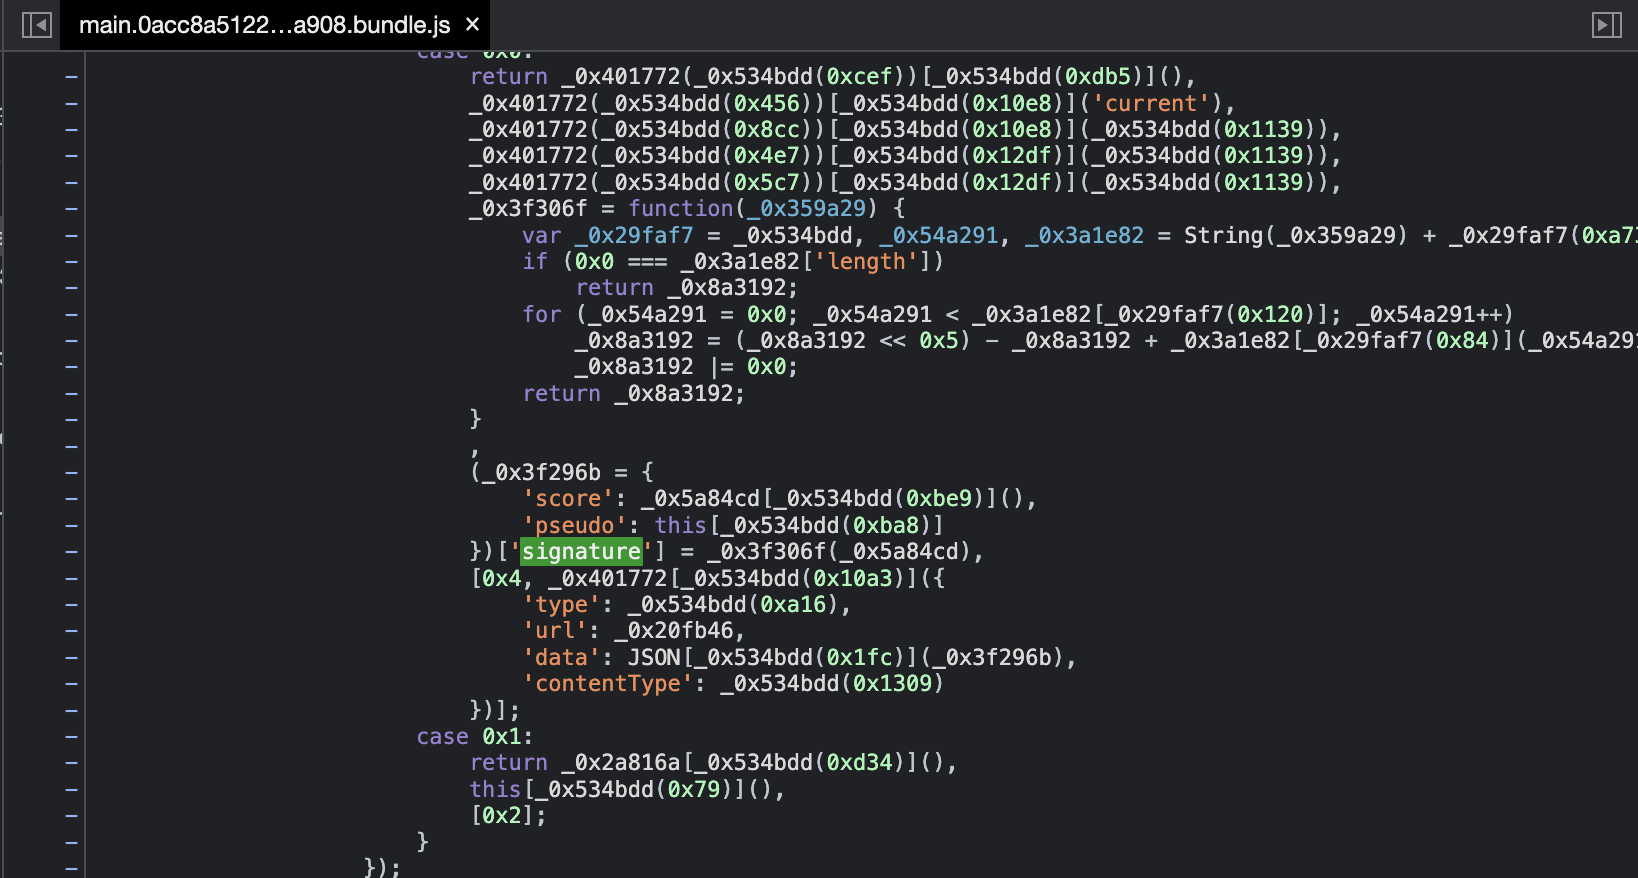 main.0acc8a5122…a908.bundle.js ×
case 0x0:
return _0x401772(_0x534bdd(0xcef))[_0x534bdd(0xdb5)](),
_0x401772(_0x534bdd(0x456))[_0x534bdd(0x10e8)]('current'),
_0x401772(_0x534bdd(0x8cc))[_0x534bdd(0x10e8)](_0x534bdd(0x1139)),
_0x401772(_0x534bdd(0x4e7))[_0x534bdd(0x12df)](_0x534bdd(0x1139)),
_0x401772(_0x534bdd(0x5c7))[_0x534bdd(0x12df)](_0x534bdd(0x1139)),
_0x3f306f = function(_0x359a29) {
var _0x29faf7 = _0x534bdd, _0x54a291, _0x3a1e82 = String(_0x359a29) + _0x29faf7(0xa73
if (0x0 === _0x3a1e82['length'])
return _0x8a3192;
for (_0x54a291 = 0x0; _0x54a291 < _0x3a1e82[_0x29faf7(0x120)]; _0x54a291++)
_0x8a3192 = (_0x8a3192 << 0x5) - _0x8a3192 + _0x3a1e82[_0x29faf7(0x84)](_0x54a291
_0x8a3192 |= 0x0;
return _0x8a3192;
}
,
(_0x3f296b = {
'score': _0x5a84cd[_0x534bdd(0xbe9)](),
'pseudo': this[_0x534bdd(0xba8)]
})['signature'] = _0x3f306f(_0x5a84cd),
[0x4, _0x401772[_0x534bdd(0x10a3)]({
'type': _0x534bdd(0xa16),
'url': _0x20fb46,
'data': JSON[_0x534bdd(0x1fc)](_0x3f296b),
'contentType': _0x534bdd(0x1309)
})];
case 0x1:
return _0x2a816a[_0x534bdd(0xd34)](),
this[_0x534bdd(0x79)](),
[0x2];
}
});